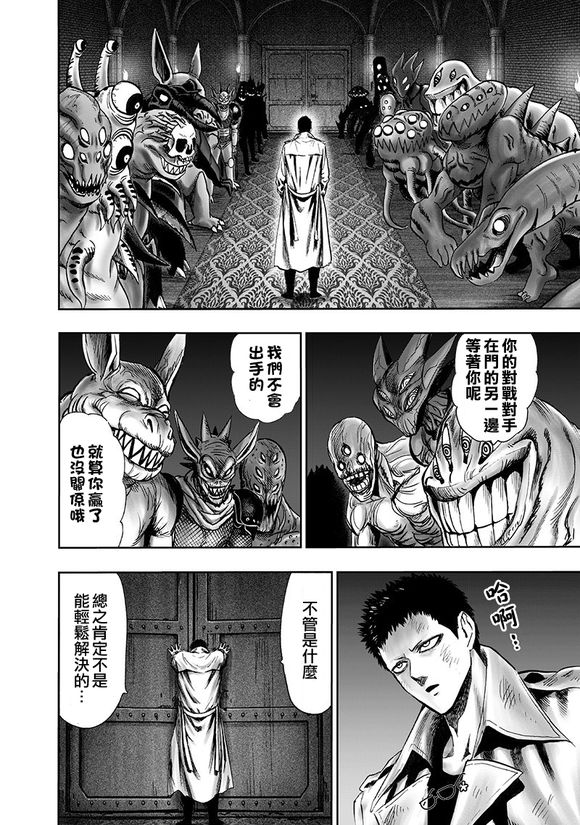 你的對戰對手
在門的另一邊
等著你呢
我們不會
出手的
就算你贏了
也沒關係哦
哈啊…
不管是什麼
總之肯定不是
能輕鬆解決的…